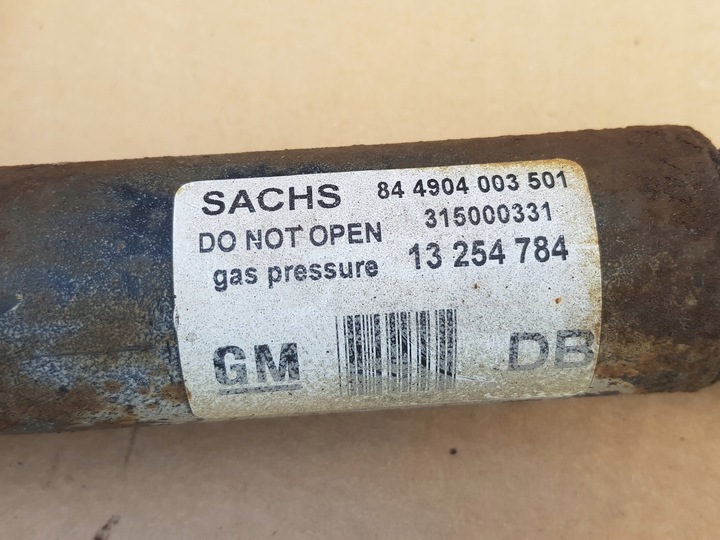 SACHS 84 4904 003 501
DO NOT OPEN 315000331
gas pressure 13 254 784
GM DB